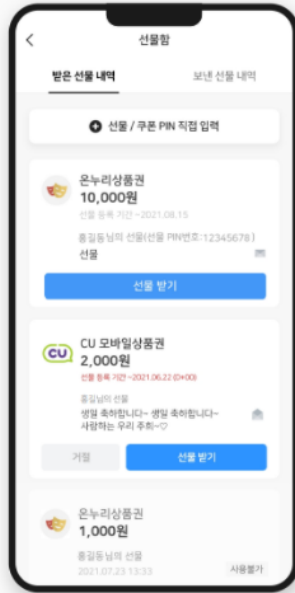 선물함
받은 선물 내역
보낸 선물 내역
선물 / 쿠폰 PIN 직접 입력
온누리상품권
10,000원
선물 등록 기간 ~2021.08.15
홍길동님의 선물(선물 PIN번호:12345678)
선물
선물 받기
CU
CU 모바일상품권
2,000원
선물 등록 기간 ~2021.06.22 (D+00)
홍길님의 선물
생일 축하합니다~ 생일 축하합니다~
사랑하는 우리 주희~♡
거절
선물 받기
온누리상품권
1,000원
홍길동님의 선물
2021.07.23 13:33
사용불가